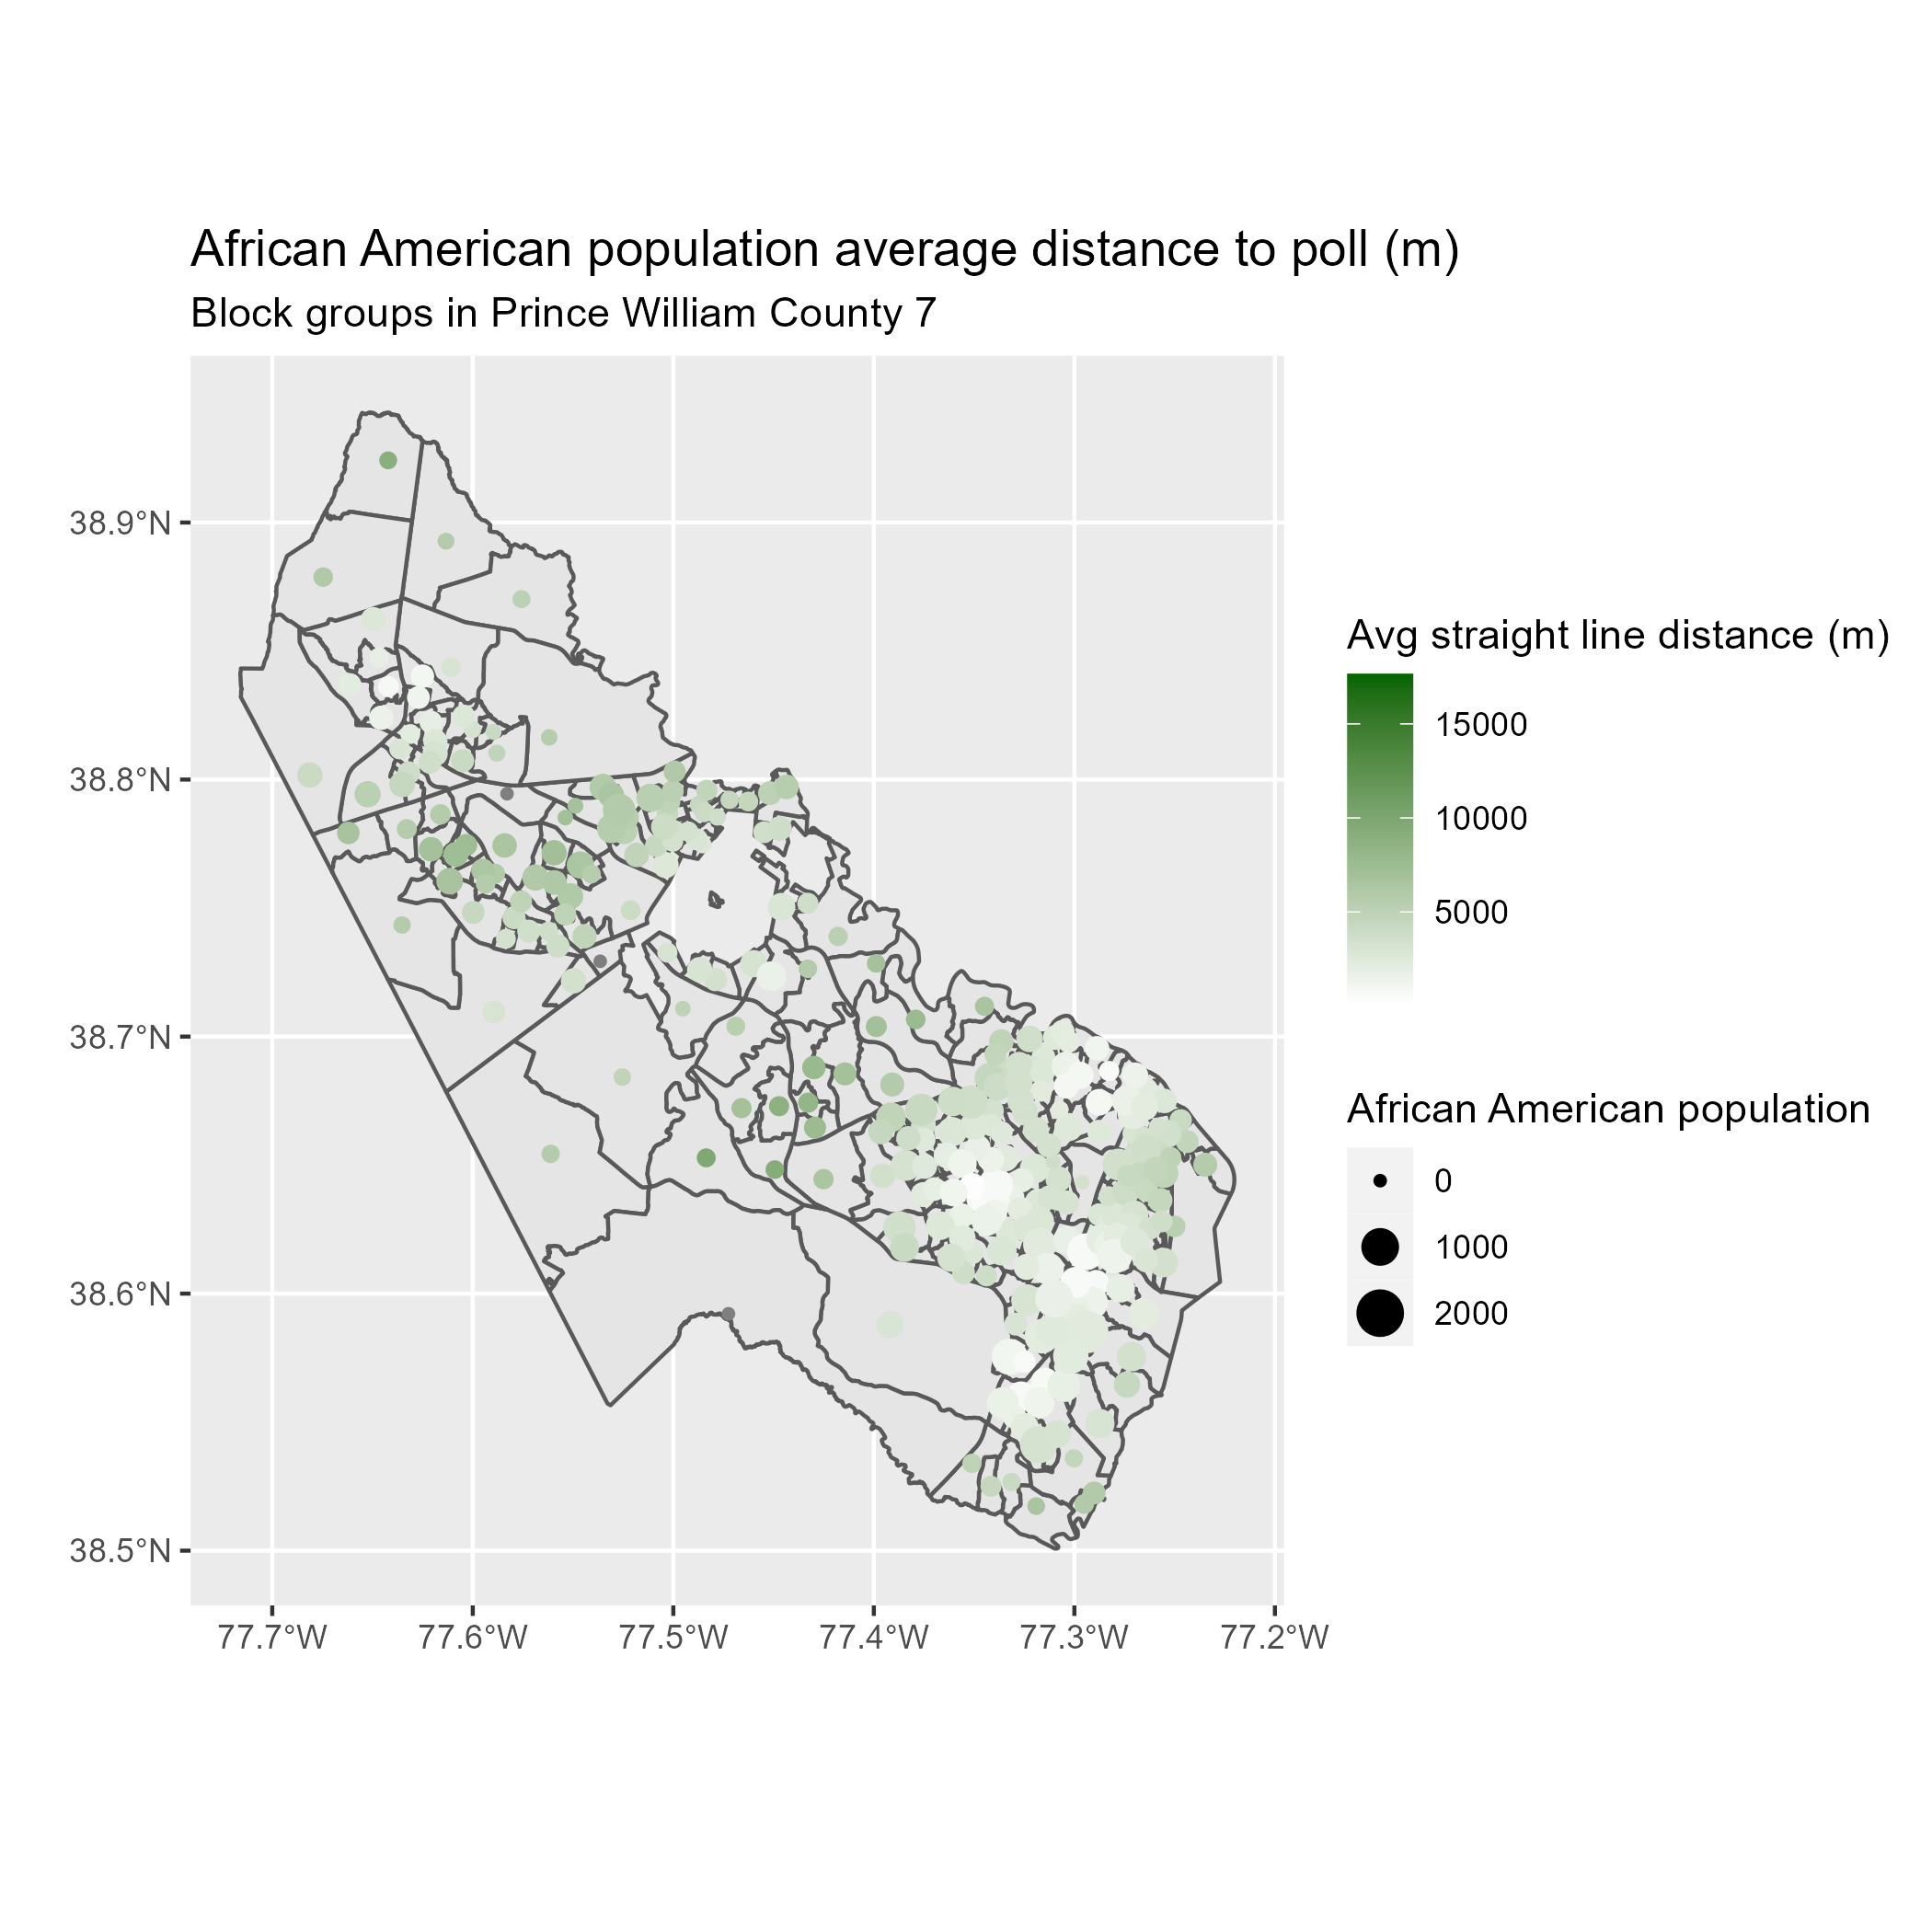 African American population average distance to poll (m)
Block groups in Prince William County 7
38.9°N
38.8°N
38.7°N
38.6°N
38.5°N
77.7°W
77.6°W
77.5°W
77.4°W
77.3°W
77.2°W
Avg straight line distance (m)
15000
10000
5000
African American population
0
1000
2000